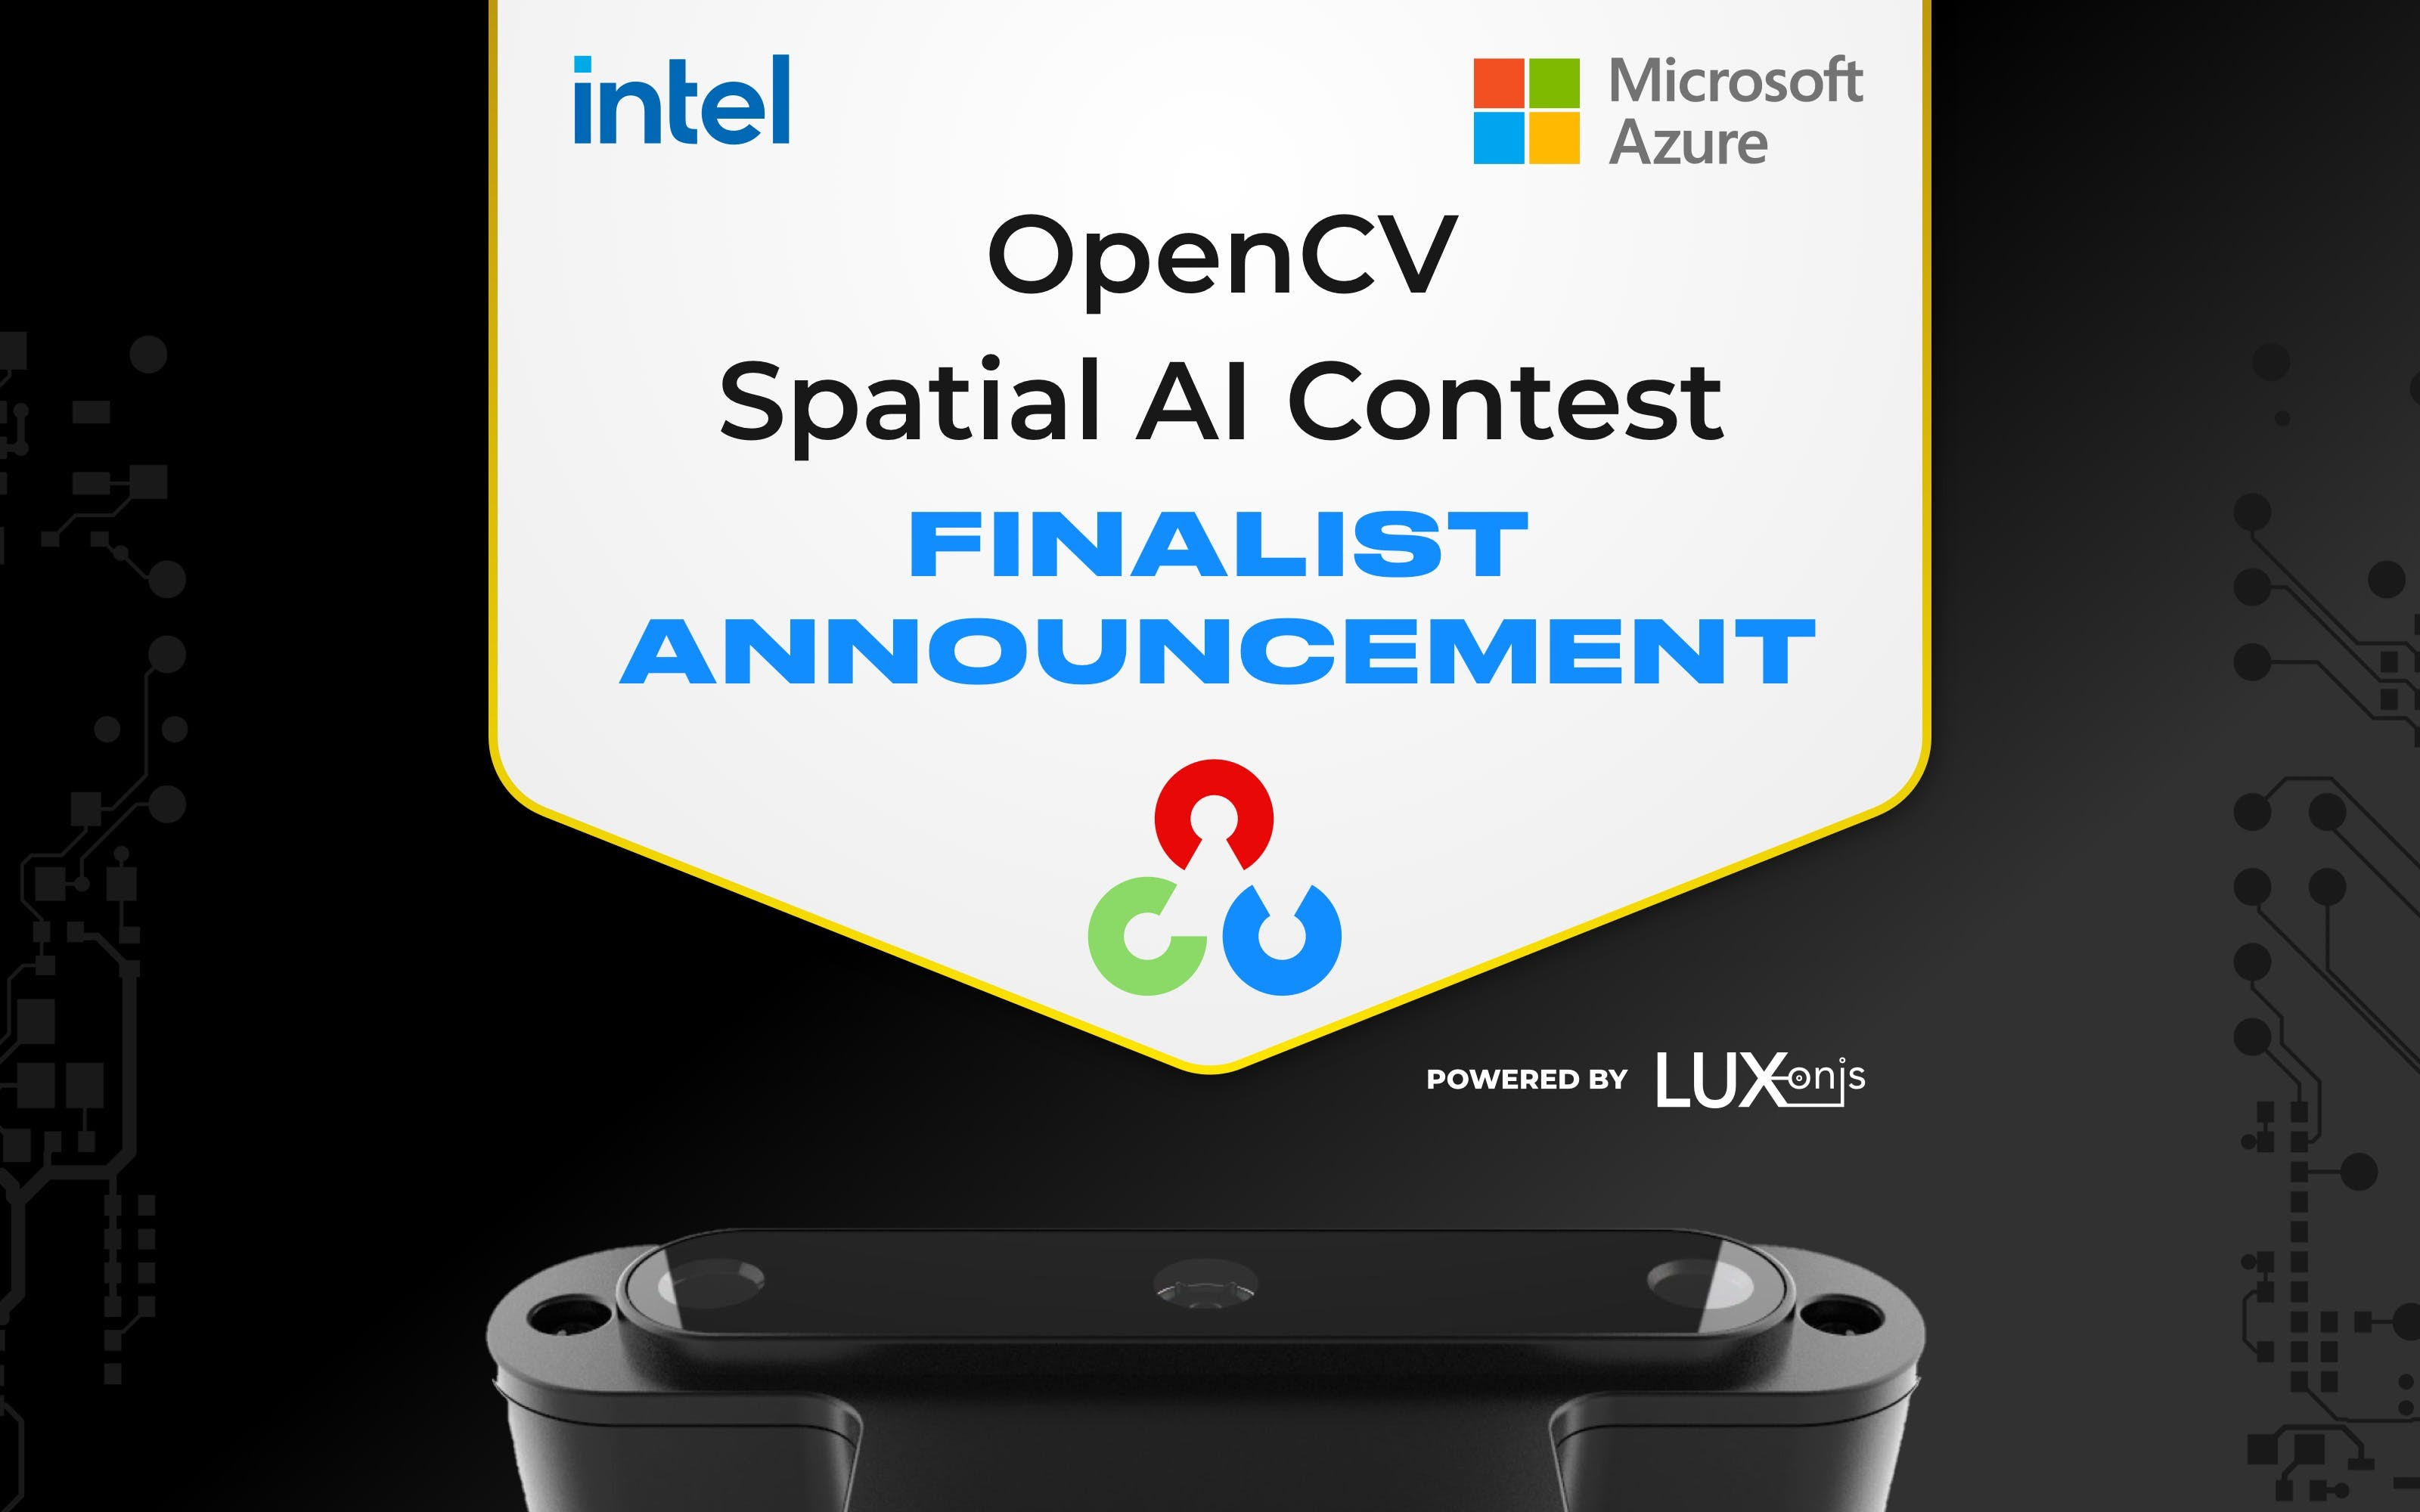 intel
Microsoft
Azure
OpenCV
Spatial AI Contest
FINALIST
ANNOUNCEMENT
POWERED BY LUXonis